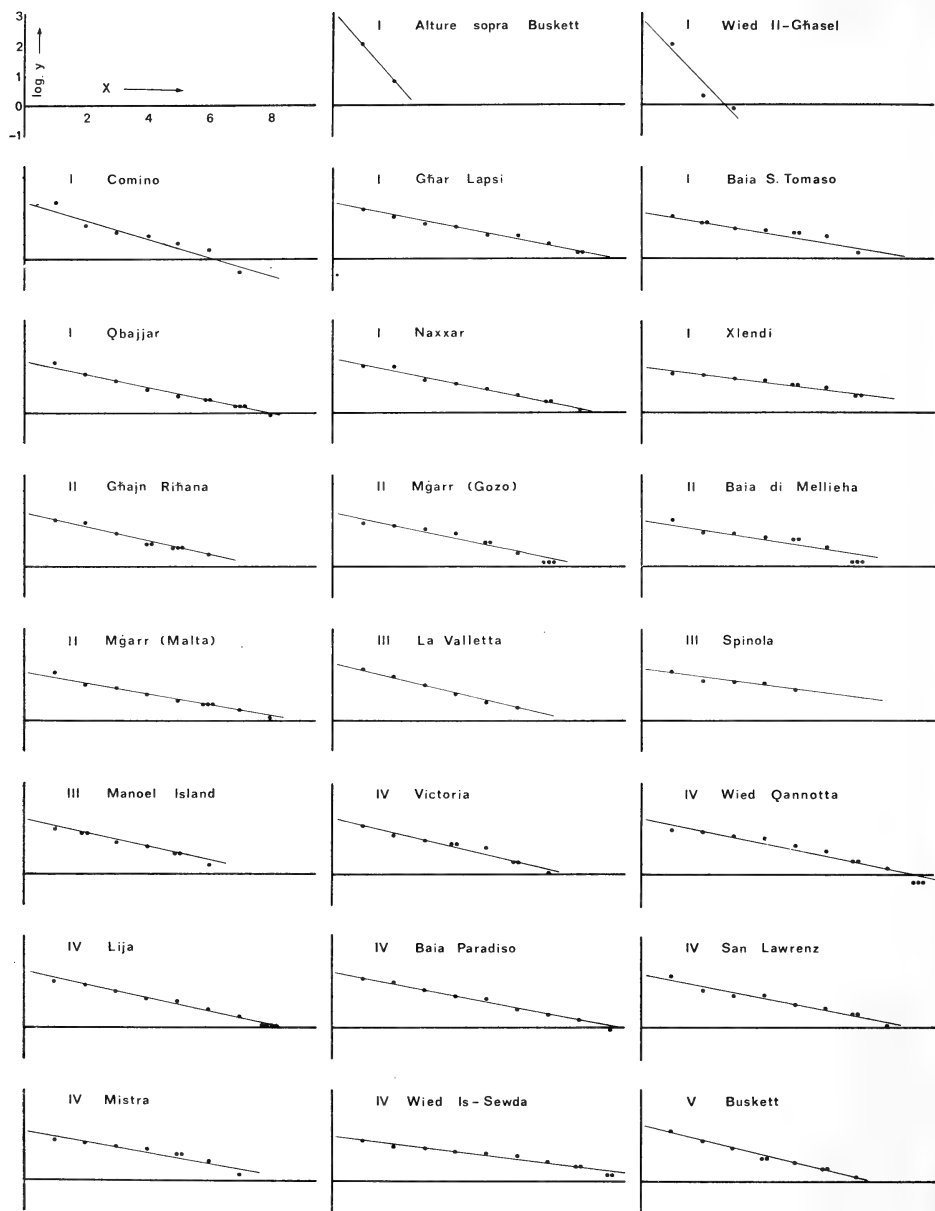 3
2
1
0
-1
log. y
X
2 4 6 8
I Alture sopra Buskett
I Wied Il-Għasel
I Comino
I Għar Lapsi
I Baia S. Tomaso
I Qbajjar
I Naxxar
I Xlendi
II Għajn Riħana
II Mġarr (Gozo)
II Baia di Mellieha
II Mġarr (Malta)
III La Valletta
III Spinola
III Manoel Island
IV Victoria
IV Wied Qannotta
IV Lija
IV Baia Paradiso
IV San Lawrenz
IV Mistra
IV Wied Is-Sewda
V Buskett